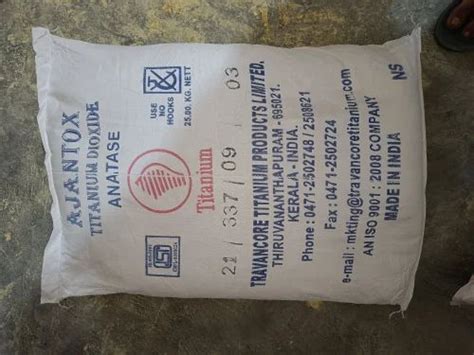 AJANTOX
TITANIUM DIOXIDE
ANATASE
USE
NO
HOOKS
25.00. KG. NETT
Titanium
22 / 337 / 09 03
TRAVANCORE TITANIUM PRODUCTS LIMITED.
THIRUVANANTHAPURAM - 695021.
KERALA - INDIA.
Phone : 0471-2502748 / 2508621
0471-2502724
e-mail : mkting@travancoretitanium.com
AN ISO 9001 : 2008 COMPANY
MADE IN INDIA
NS